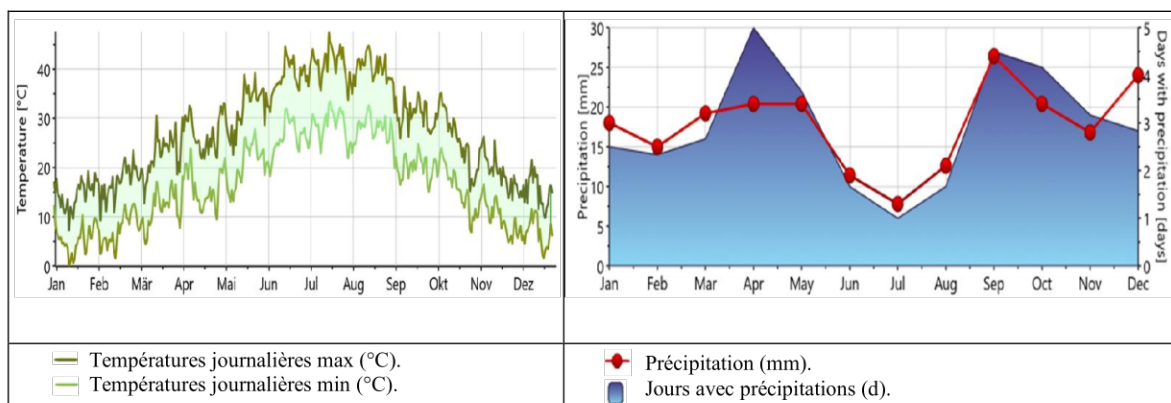 Temperature [°C]
40
30
20
10
0
Jan Feb Mär Apr Mai Jun Jul Aug Sep Okt Nov Dez
Precipitation [mm]
30
25
20
15
10
5
0
Jan Feb Mar Apr May Jun Jul Aug Sep Oct Nov Dec
5
4
3
2
1
0
Days with precipitation [days]
Températures journalières max (°C).
Températures journalières min (°C).
Précipitation (mm).
Jours avec précipitations (d).